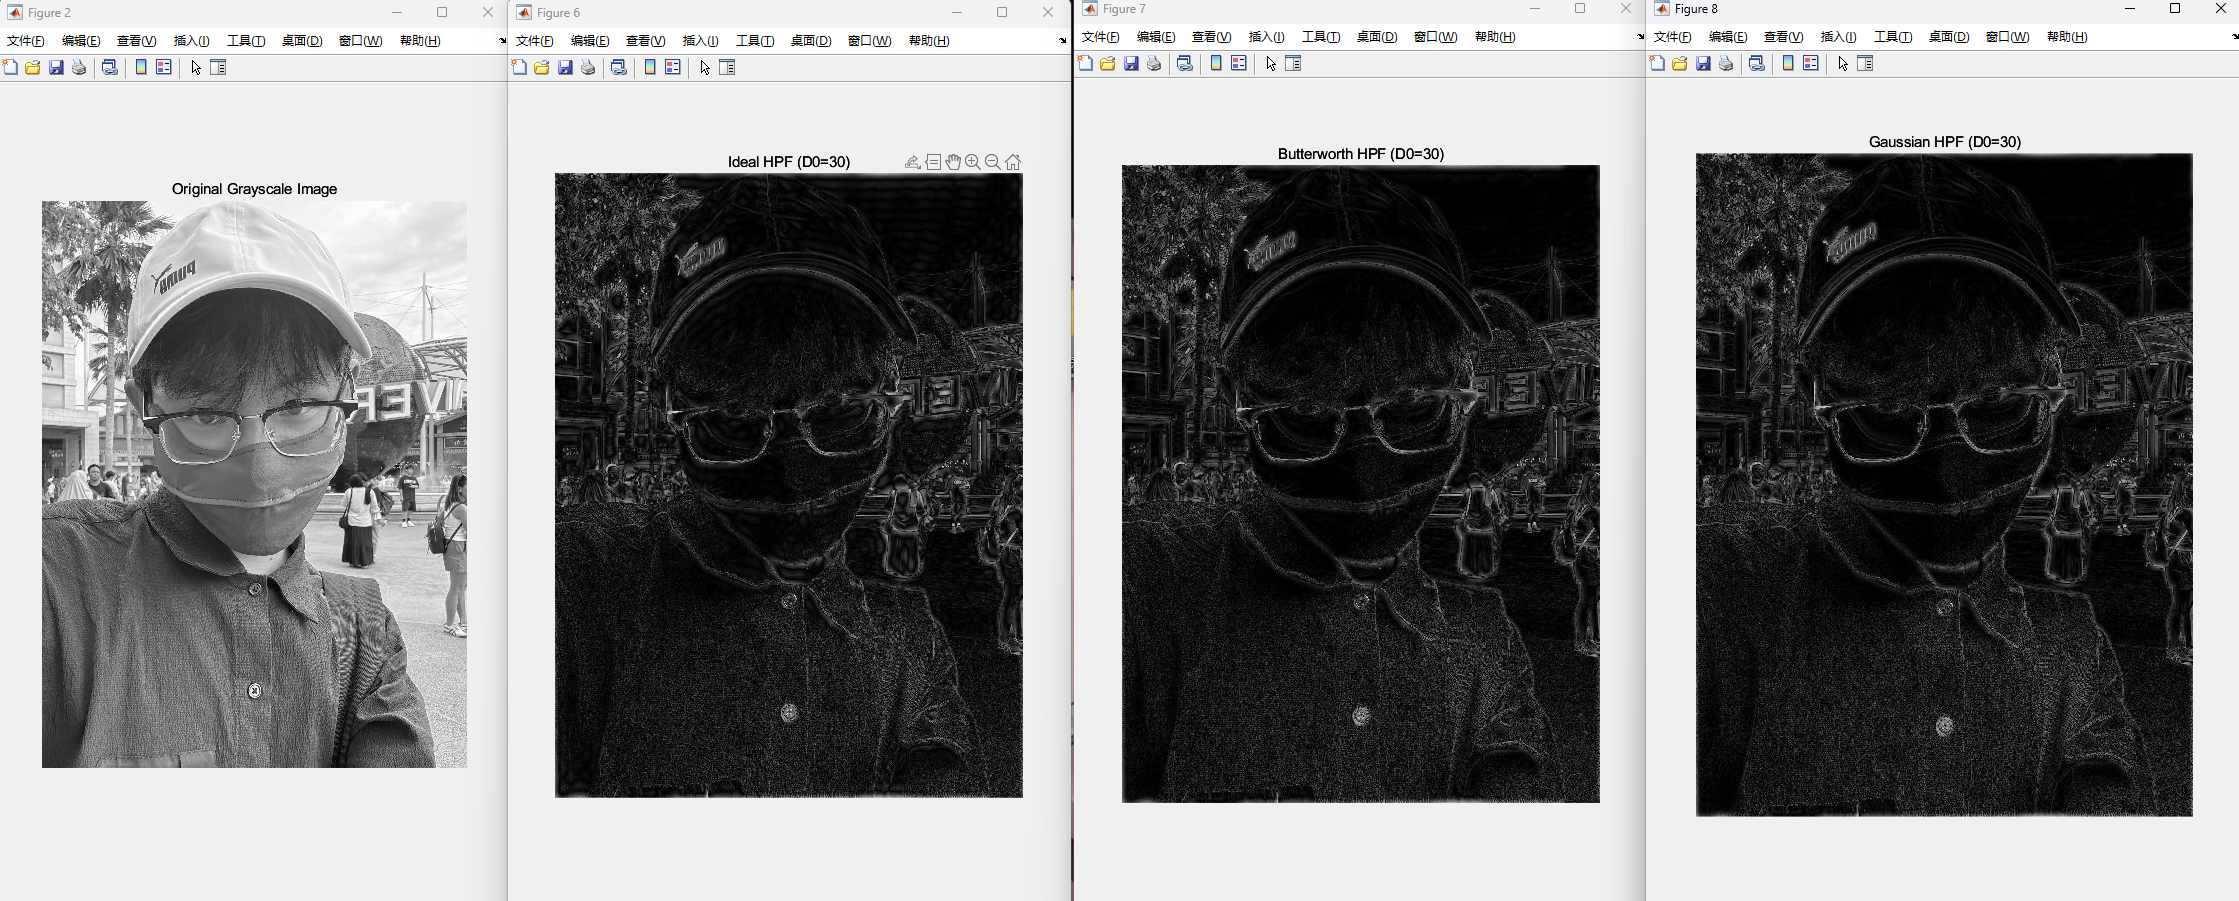 Figure 2
文件(F) 编辑(E) 查看(V) 插入(I) 工具(T) 桌面(D) 窗口(W) 帮助(H)
Original Grayscale Image
PUMA
Figure 6
文件(F) 编辑(E) 查看(V) 插入(I) 工具(T) 桌面(D) 窗口(W) 帮助(H)
Ideal HPF (D0=30)
PUMA
Figure 7
文件(F) 编辑(E) 查看(V) 插入(I) 工具(T) 桌面(D) 窗口(W) 帮助(H)
Butterworth HPF (D0=30)
PUMA
Figure 8
文件(F) 编辑(E) 查看(V) 插入(I) 工具(T) 桌面(D) 窗口(W) 帮助(H)
Gaussian HPF (D0=30)
PUMA